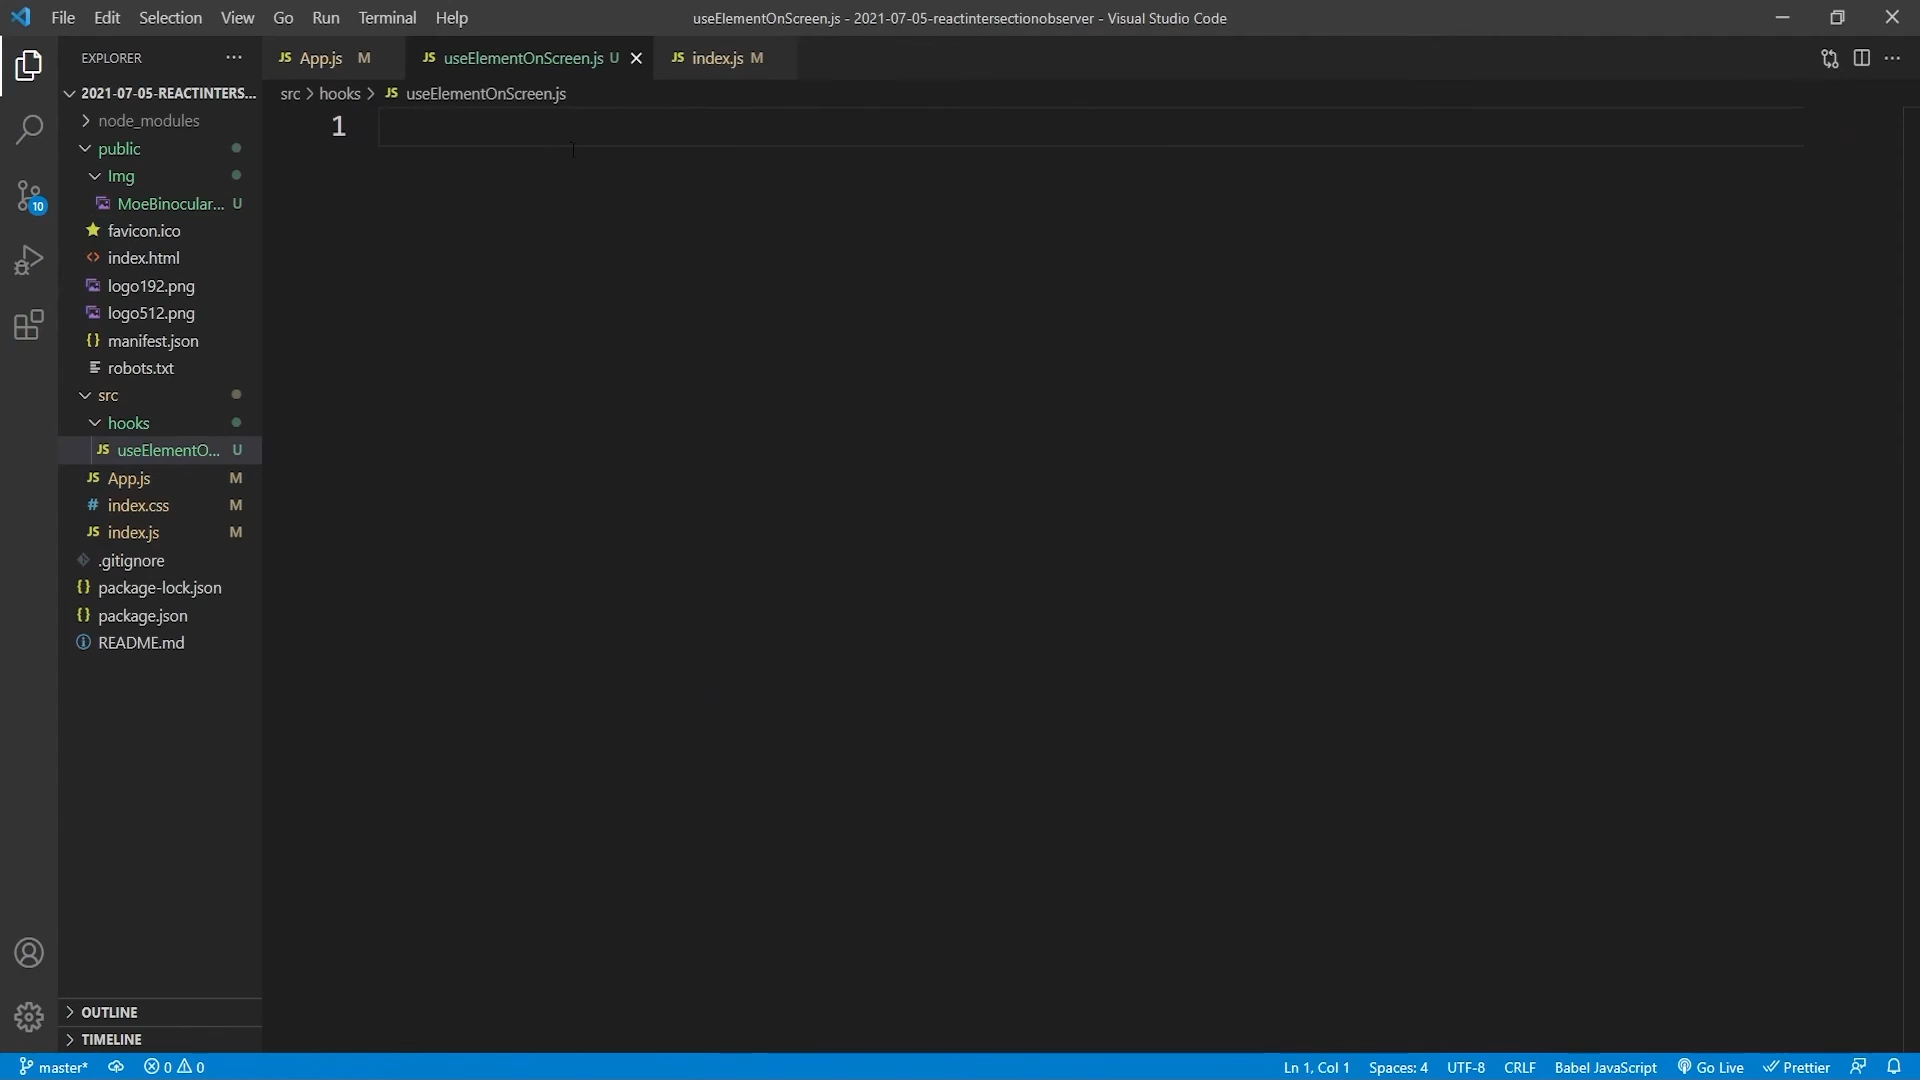 File Edit Selection View Go Run Terminal Help
useElementOnScreen.js - 2021-07-05-reactintersectionobserver - Visual Studio Code
EXPLORER ...
JS App.js M
JS useElementOnScreen.js U
JS index.js M
2021-07-05-REACTINTERS...
src > hooks > JS useElementOnScreen.js
1
node_modules
public
Img
MoeBinocular... U
favicon.ico
index.html
logo192.png
logo512.png
manifest.json
robots.txt
src
hooks
JS useElementO... U
JS App.js M
# index.css M
JS index.js M
.gitignore
{} package-lock.json
{} package.json
README.md
10
OUTLINE
TIMELINE
master* 0 0 Ln 1, Col 1 Spaces: 4 UTF-8 CRLF Babel JavaScript Go Live Prettier